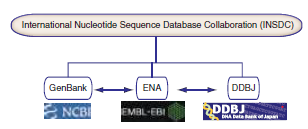 International Nucleotide Sequence Database Collaboration (INSDC)
GenBank
ENA
DDBJ
NCBI
EMBL-EBI
DDBJ
DNA Data Bank of Japan